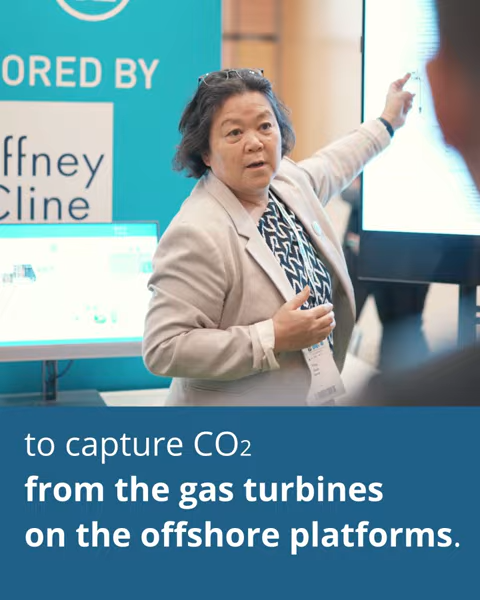 ORED BY
ffney
Cline
to capture CO₂
from the gas turbines
on the offshore platforms.